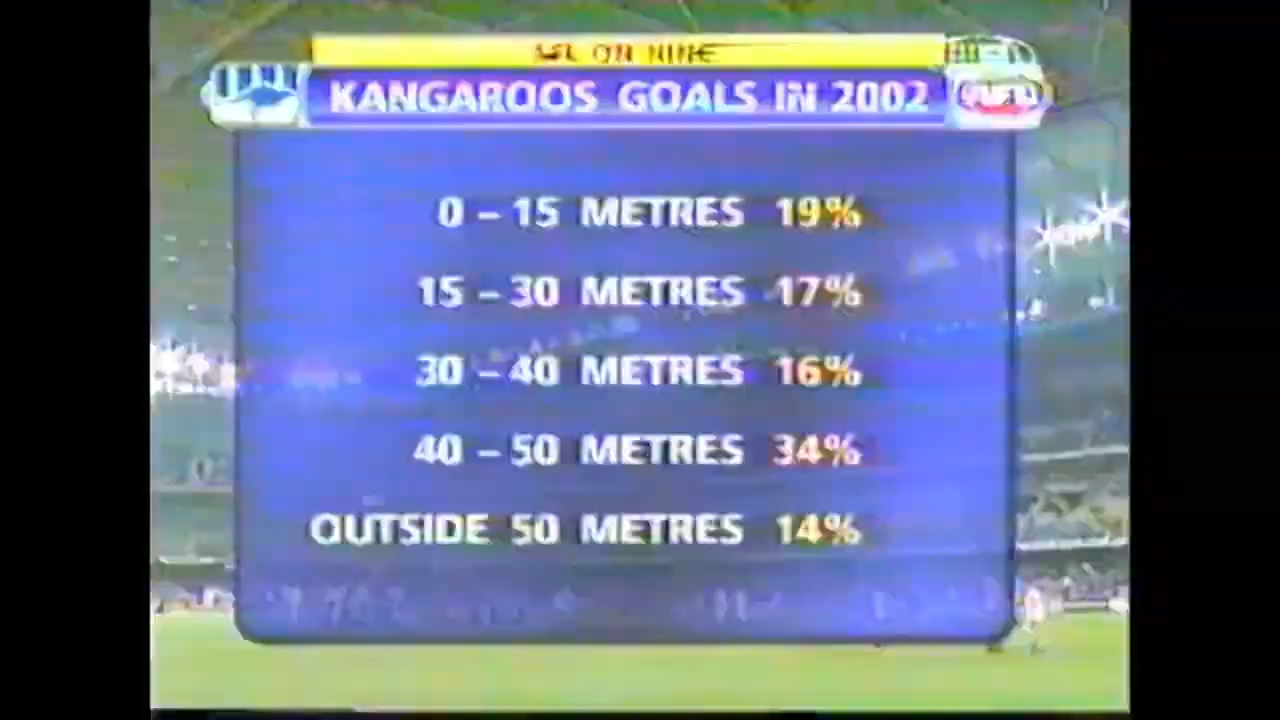 AFL ON NINE
KANGAROOS GOALS IN 2002
0 – 15 METRES 19%
15 – 30 METRES 17%
30 – 40 METRES 16%
40 – 50 METRES 34%
OUTSIDE 50 METRES 14%